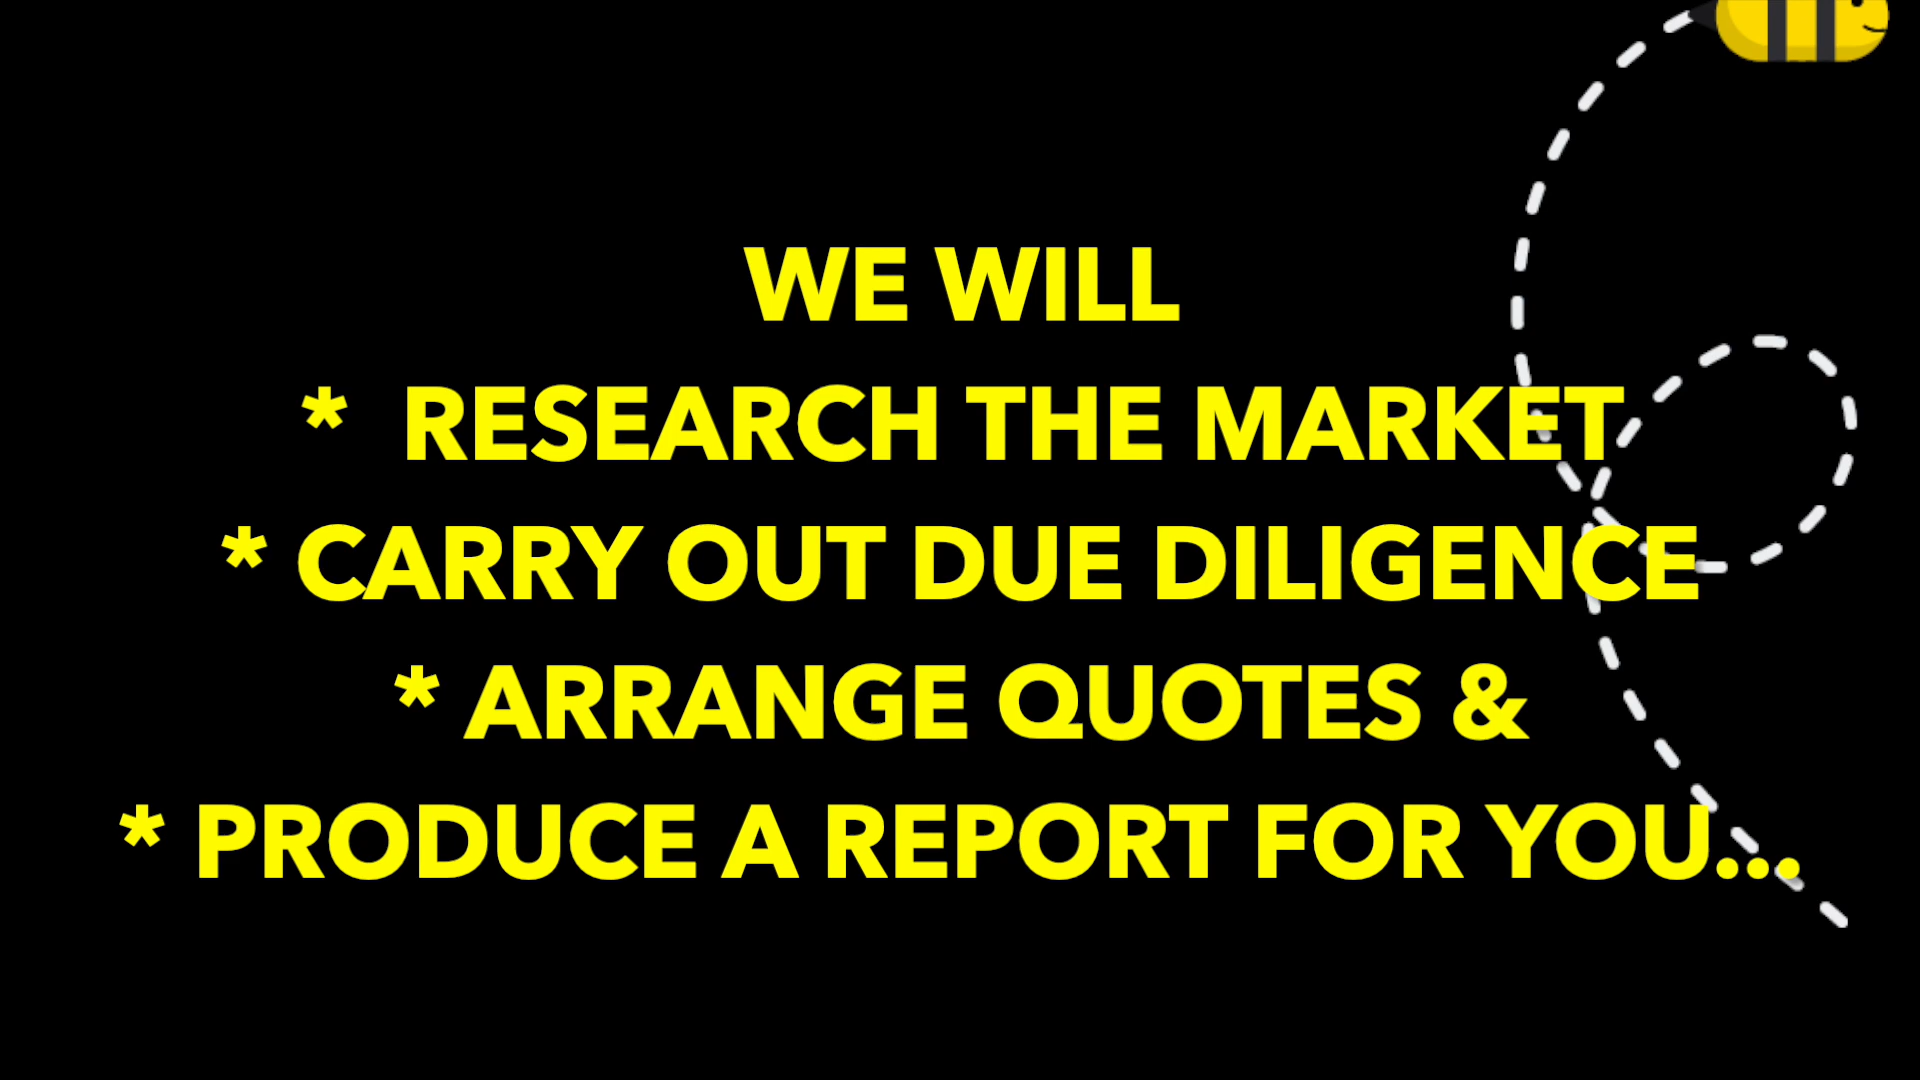 WE WILL
* RESEARCH THE MARKET
* CARRY OUT DUE DILIGENCE
* ARRANGE QUOTES &
* PRODUCE A REPORT FOR YOU...